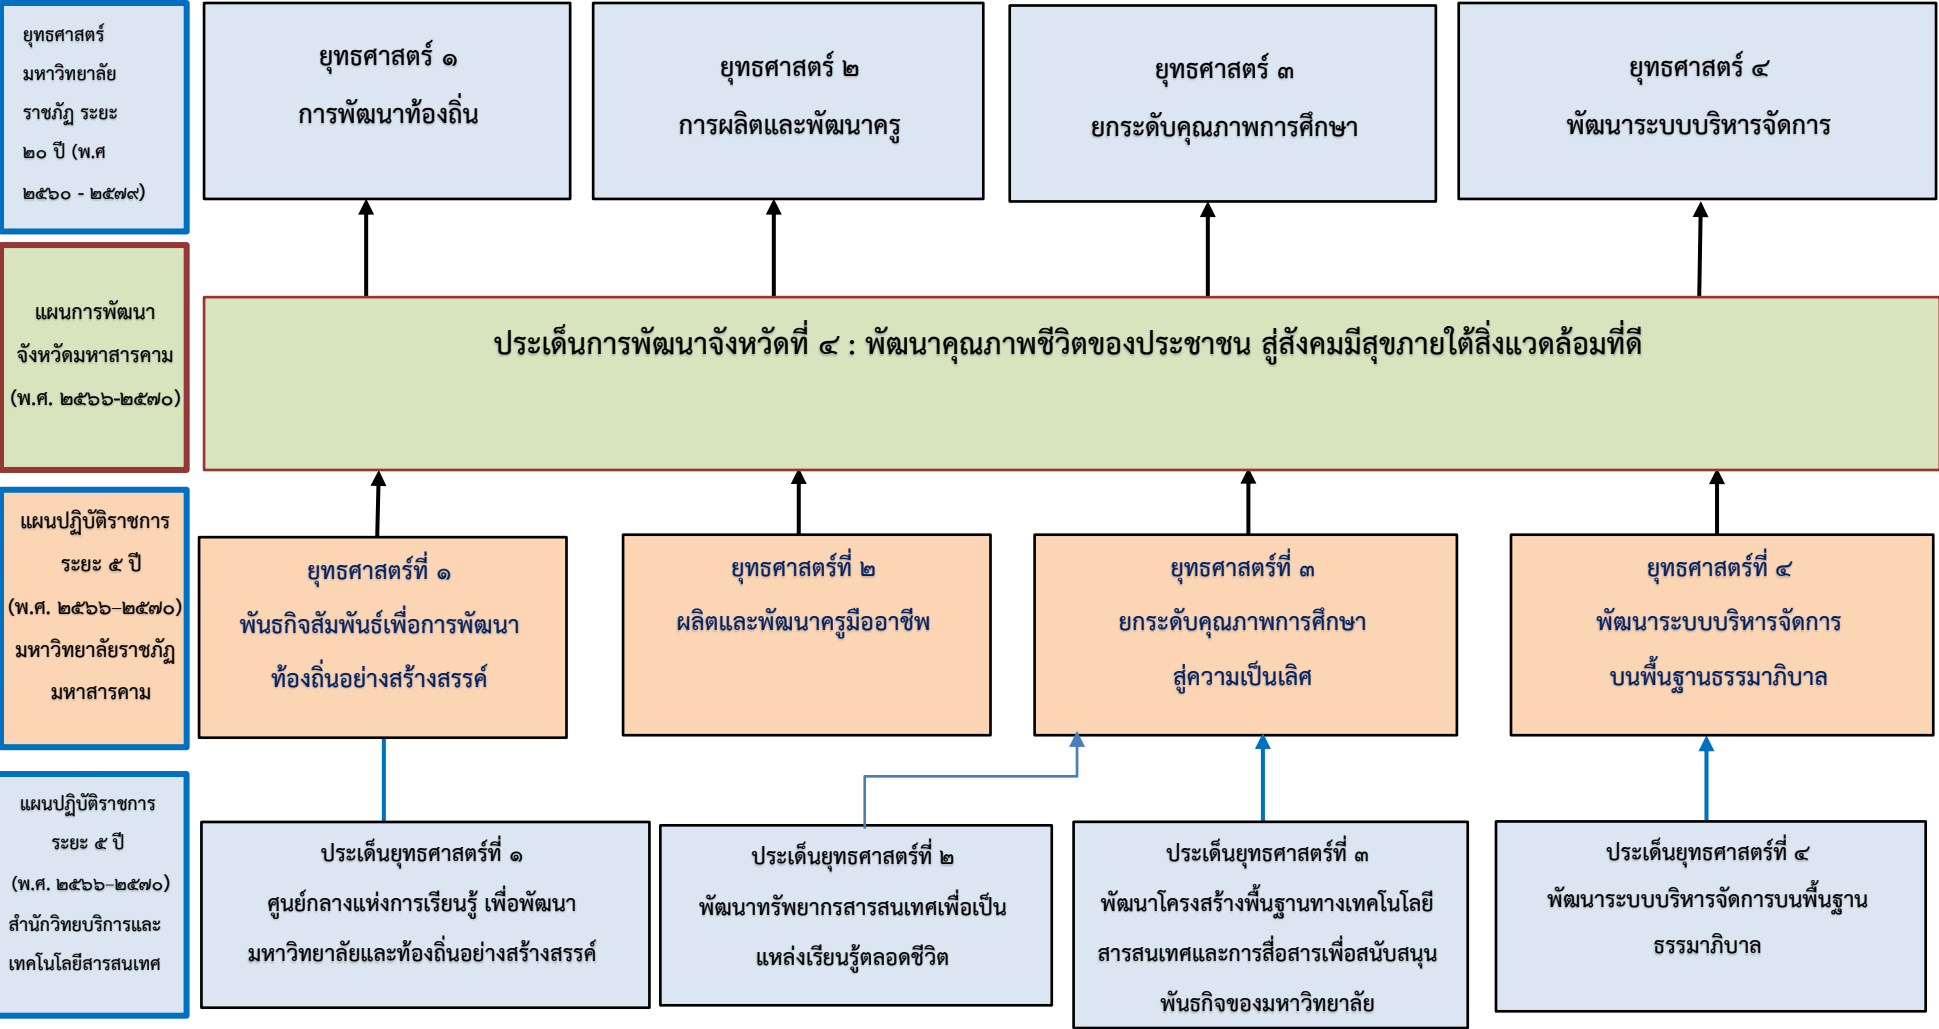 ยุทธศาสตร์
มหาวิทยาลัย
ราชภัฏ ระยะ
๒๐ ปี (พ.ศ
๒๕๖๐ - ๒๕๗๙)
ยุทธศาสตร์ ๑
การพัฒนาท้องถิ่น
ยุทธศาสตร์ ๒
การผลิตและพัฒนาครู
ยุทธศาสตร์ ๓
ยกระดับคุณภาพการศึกษา
ยุทธศาสตร์ ๔
พัฒนาระบบบริหารจัดการ
แผนการพัฒนา
จังหวัดมหาสารคาม
(พ.ศ. ๒๕๖๖-๒๕๗๐)
ประเด็นการพัฒนาจังหวัดที่ ๔ : พัฒนาคุณภาพชีวิตของประชาชน สู่สังคมมีสุขภายใต้สิ่งแวดล้อมที่ดี
แผนปฏิบัติราชการ
ระยะ ๕ ปี
(พ.ศ. ๒๕๖๖–๒๕๗๐)
มหาวิทยาลัยราชภัฏ
มหาสารคาม
ยุทธศาสตร์ที่ ๑
พันธกิจสัมพันธ์เพื่อการพัฒนา
ท้องถิ่นอย่างสร้างสรรค์
ยุทธศาสตร์ที่ ๒
ผลิตและพัฒนาครูมืออาชีพ
ยุทธศาสตร์ที่ ๓
ยกระดับคุณภาพการศึกษา
สู่ความเป็นเลิศ
ยุทธศาสตร์ที่ ๔
พัฒนาระบบบริหารจัดการ
บนพื้นฐานธรรมาภิบาล
แผนปฏิบัติราชการ
ระยะ ๕ ปี
(พ.ศ. ๒๕๖๖–๒๕๗๐)
สำนักวิทยบริการและ
เทคโนโลยีสารสนเทศ
ประเด็นยุทธศาสตร์ที่ ๑
ศูนย์กลางแห่งการเรียนรู้ เพื่อพัฒนา
มหาวิทยาลัยและท้องถิ่นอย่างสร้างสรรค์
ประเด็นยุทธศาสตร์ที่ ๒
พัฒนาทรัพยากรสารสนเทศเพื่อเป็น
แหล่งเรียนรู้ตลอดชีวิต
ประเด็นยุทธศาสตร์ที่ ๓
พัฒนาโครงสร้างพื้นฐานทางเทคโนโลยี
สารสนเทศและการสื่อสารเพื่อสนับสนุน
พันธกิจของมหาวิทยาลัย
ประเด็นยุทธศาสตร์ที่ ๔
พัฒนาระบบบริหารจัดการบนพื้นฐาน
ธรรมาภิบาล